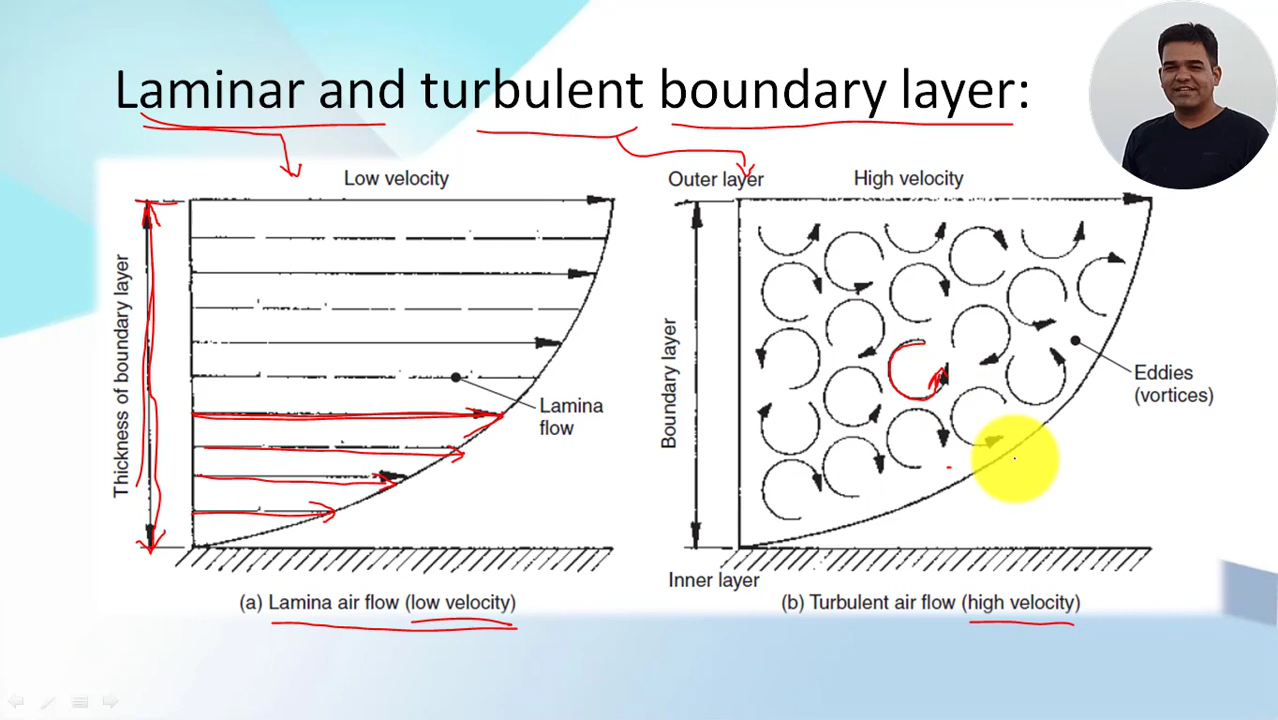 Laminar and turbulent boundary layer:
Low velocity
Thickness of boundary layer
Lamina
flow
(a) Lamina air flow (low velocity)
Outer layer
High velocity
Boundary layer
Eddies
(vortices)
Inner layer
(b) Turbulent air flow (high velocity)